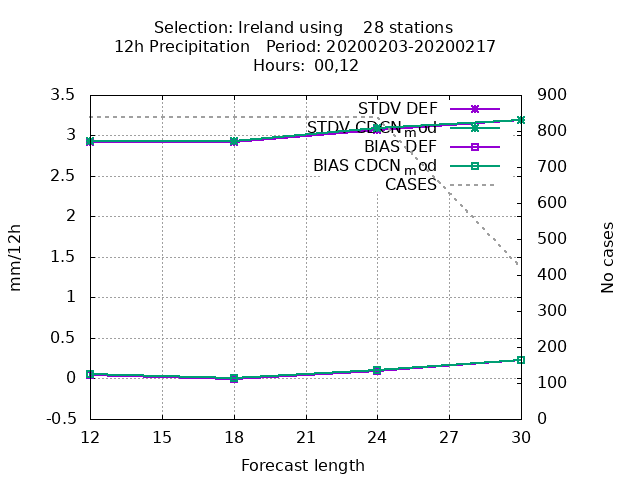 Selection: Ireland using    28 stations
12h Precipitation   Period: 20200203-20200217
Hours:  00,12
STDV DEF
STDV CDCN_mod
BIAS DEF
BIAS CDCN_mod
CASES
3.5
3
2.5
2
1.5
1
0.5
0
-0.5
mm/12h
900
800
700
600
500
400
300
200
100
0
No cases
12 15 18 21 24 27 30
Forecast length